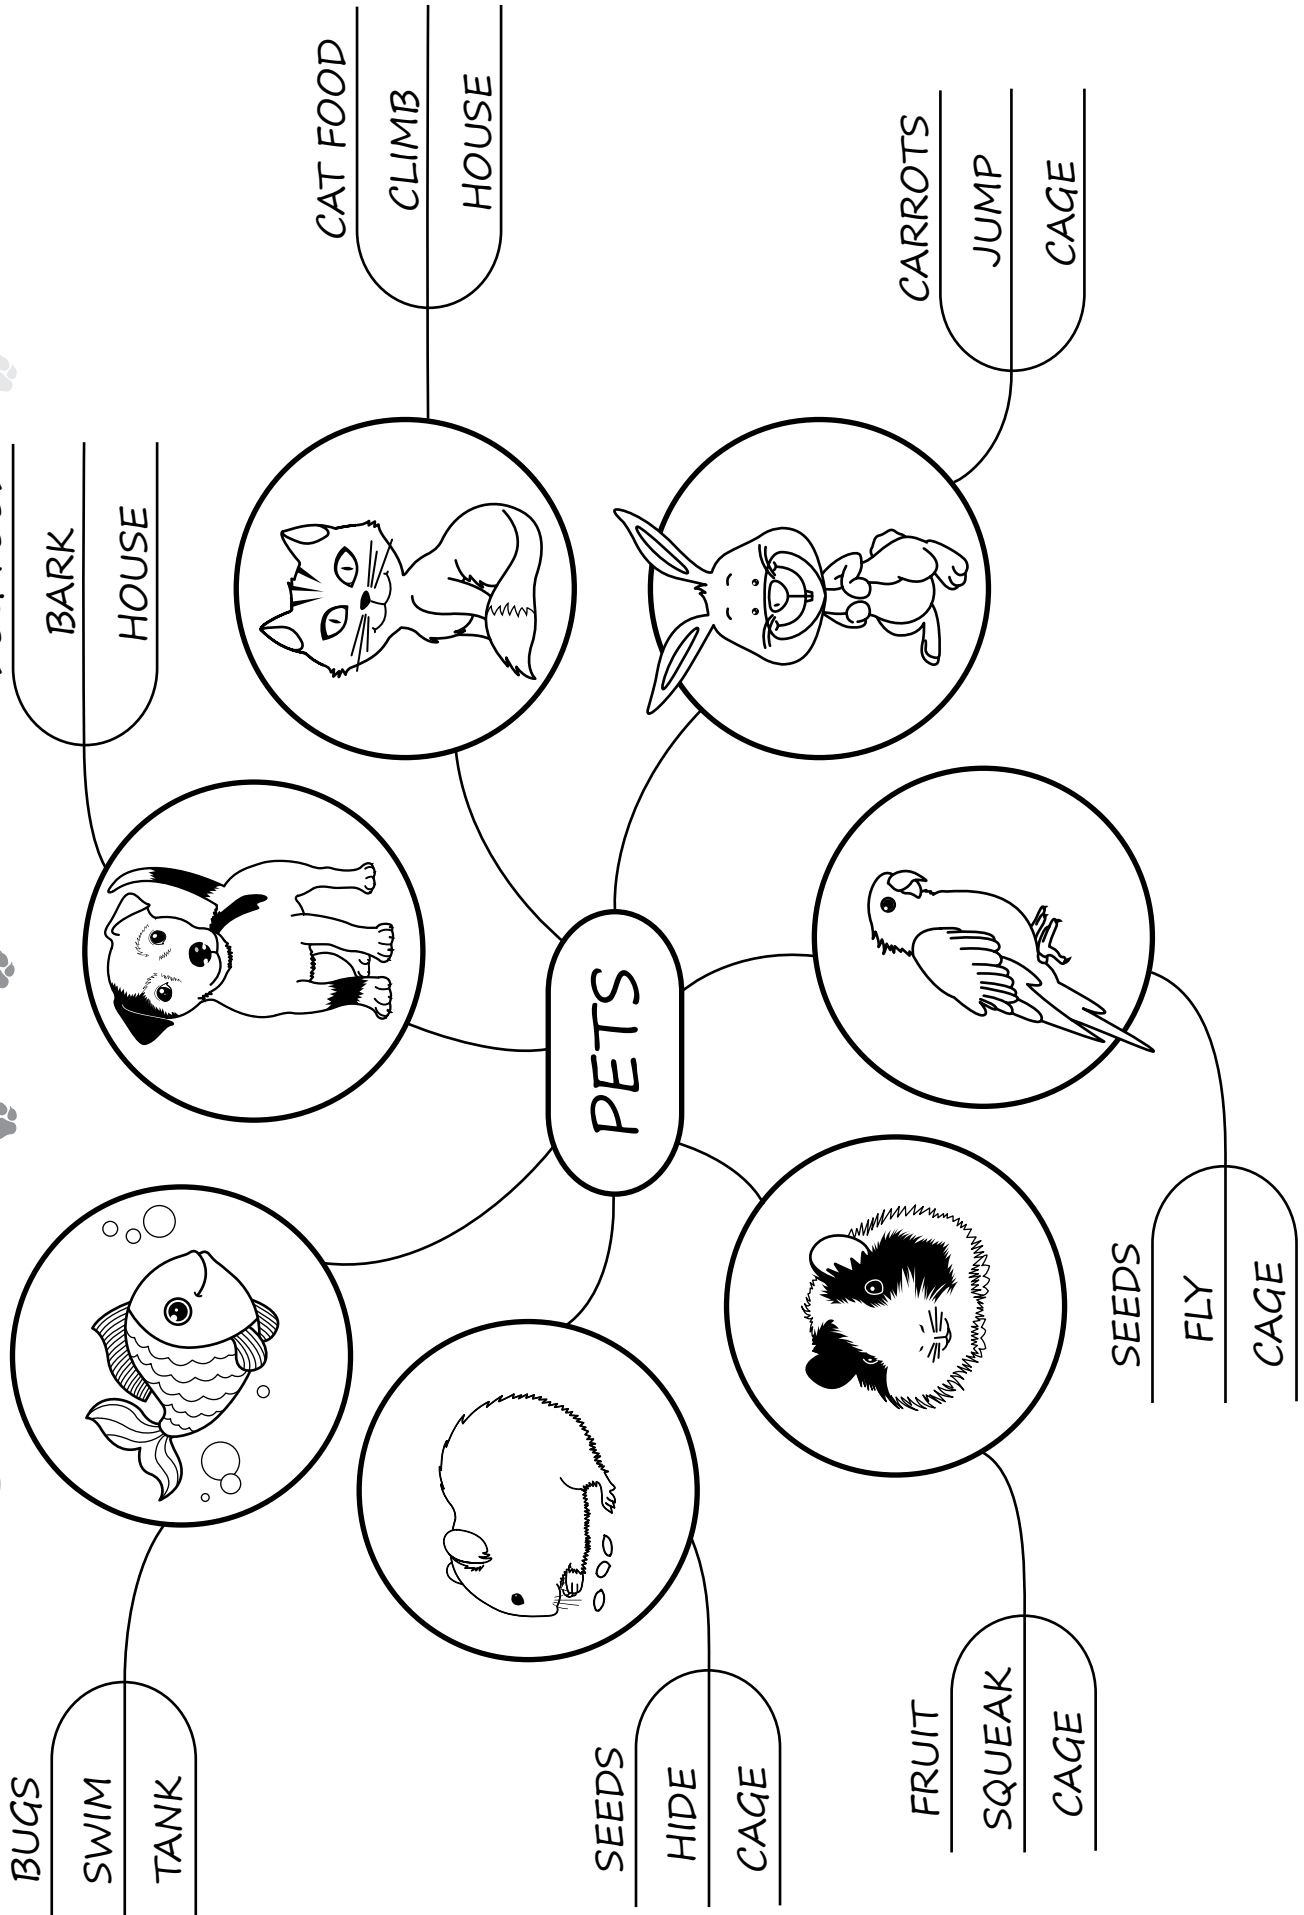 BUGS
SWIM
TANK
BARK
HOUSE
CAT FOOD
CLIMB
HOUSE
PETS
SEEDS
HIDE
CAGE
CARROTS
JUMP
CAGE
FRUIT
SQUEAK
CAGE
SEEDS
FLY
CAGE